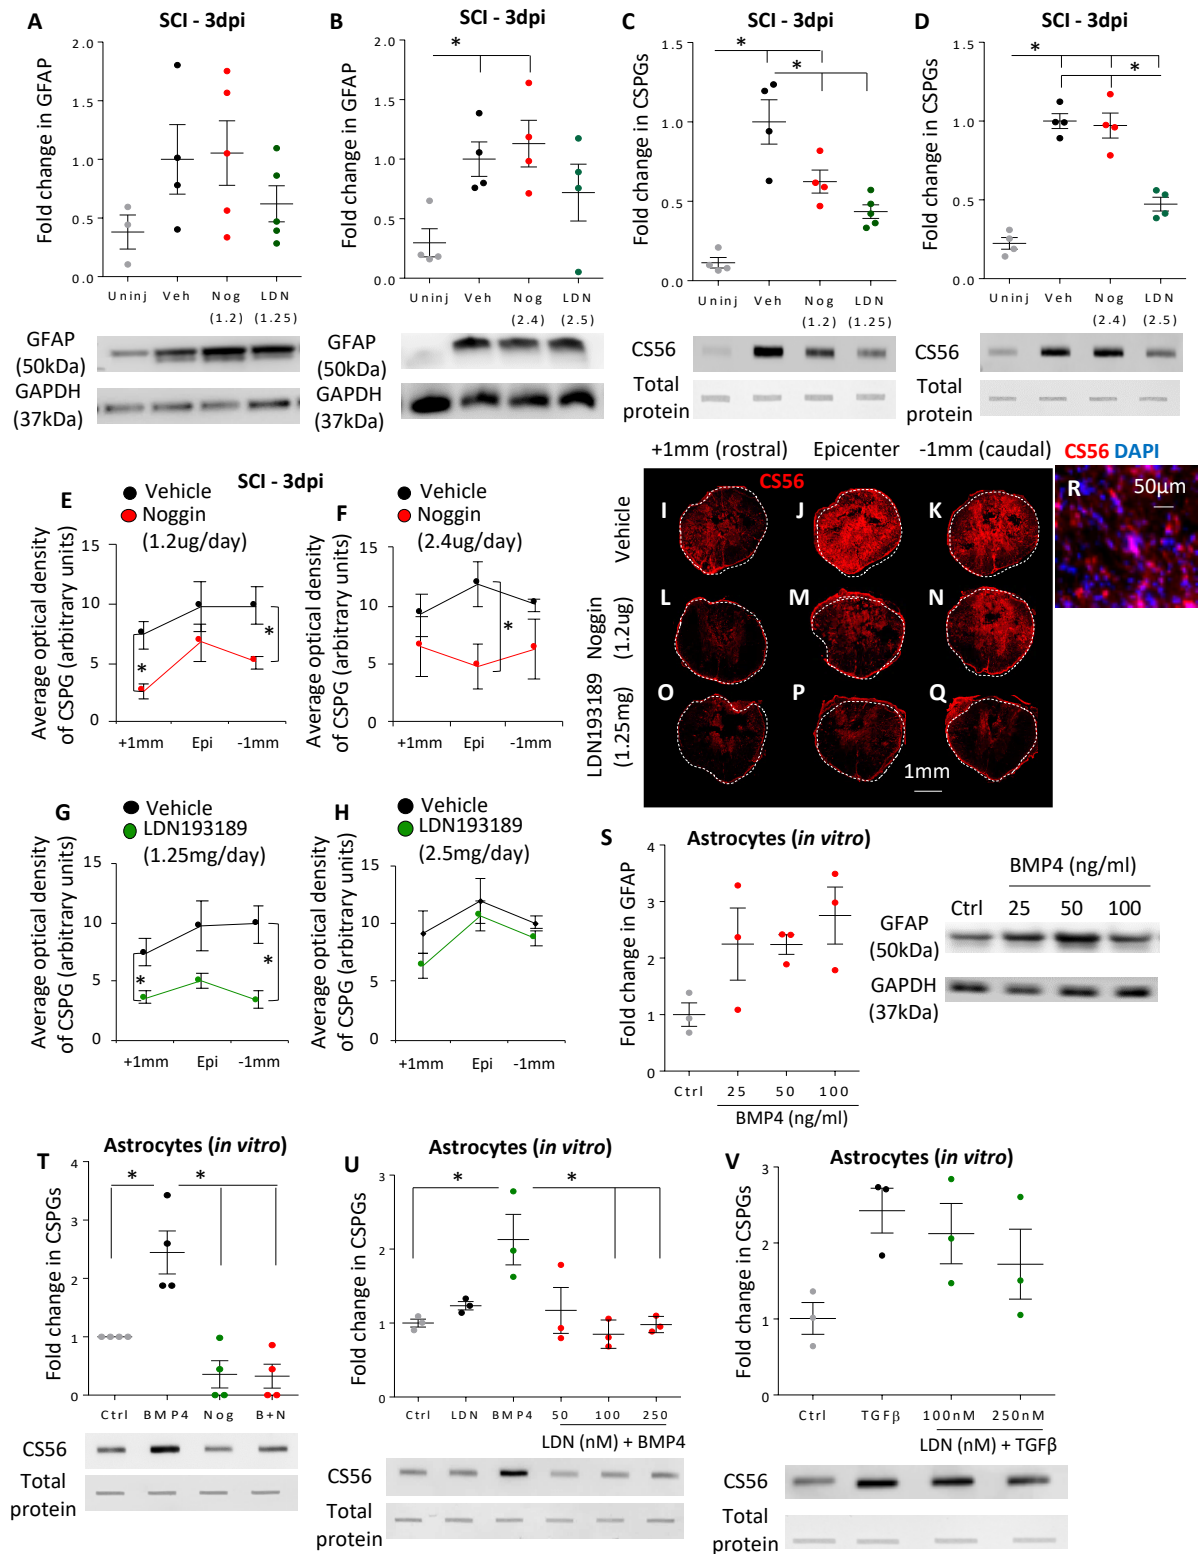 A
SCI - 3dpi
Fold change in GFAP
2.0
1.5
1.0
0.5
0
Uninj Veh Nog LDN
(1.2) (1.25)
GFAP
(50kDa)
GAPDH
(37kDa)
B
SCI - 3dpi
Fold change in GFAP
2.0
*
1.5
1.0
0.5
0
Uninj Veh Nog LDN
(2.4) (2.5)
GFAP
(50kDa)
GAPDH
(37kDa)
C
SCI - 3dpi
Fold change in CSPGs
1.5
*
*
1.0
0.5
0
Uninj Veh Nog LDN
(1.2) (1.25)
CS56
Total
protein
D
SCI - 3dpi
Fold change in CSPGs
1.5
*
*
1.0
0.5
0
Uninj Veh Nog LDN
(2.4) (2.5)
CS56
Total
protein
SCI - 3dpi
E
Vehicle
Noggin
(1.2ug/day)
Average optical density
of CSPG (arbitrary units)
15
10
5
0
*
*
+1mm Epi -1mm
F
Vehicle
Noggin
(2.4ug/day)
Average optical density
of CSPG (arbitrary units)
15
10
5
0
*
+1mm Epi -1mm
G
Vehicle
LDN193189
(1.25mg/day)
Average optical density
of CSPG (arbitrary units)
15
10
5
0
*
*
+1mm Epi -1mm
H
Vehicle
LDN193189
(2.5mg/day)
Average optical density
of CSPG (arbitrary units)
15
10
5
0
+1mm Epi -1mm
+1mm (rostral) Epicenter -1mm (caudal)
CS56
Vehicle
I J K
Noggin
(1.2ug)
L M N
LDN193189
(1.25mg)
O P Q
1mm
CS56 DAPI
R
50µm
S
Astrocytes (in vitro)
Fold change in GFAP
4
3
2
1
0
Ctrl 25 50 100
BMP4 (ng/ml)
BMP4 (ng/ml)
Ctrl 25 50 100
GFAP
(50kDa)
GAPDH
(37kDa)
T
Astrocytes (in vitro)
Fold change in CSPGs
4
3
2
1
0
* *
Ctrl BMP4 Nog B+N
CS56
Total
protein
U
Astrocytes (in vitro)
Fold change in CSPGs
3
2
1
0
* *
Ctrl LDN BMP4 50 100 250
LDN (nM) + BMP4
CS56
Total
protein
V
Astrocytes (in vitro)
Fold change in CSPGs
3
2
1
0
Ctrl TGFβ 100nM 250nM
LDN (nM) + TGFβ
CS56
Total
protein